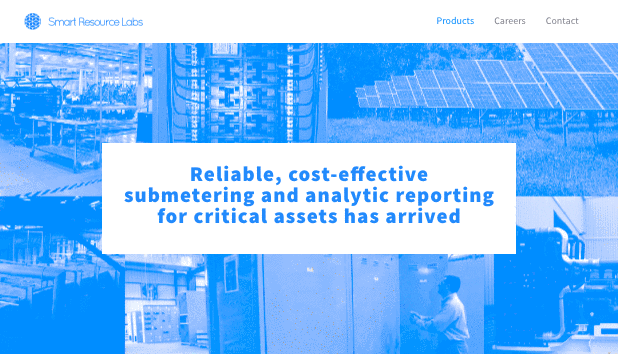 Smart Resource Labs
Products Careers Contact
Reliable, cost-effective
submetering and analytic reporting
for critical assets has arrived